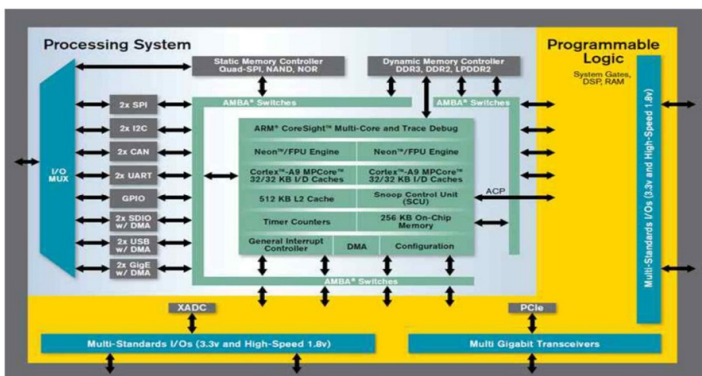 Processing System
Programmable
Logic
System Gates,
DSP, RAM
Static Memory Controller
Quad-SPI, NAND, NOR
Dynamic Memory Controller
DDR3, DDR2, LPDDR2
AMBA® Switches
AMBA® Switches
I/O
MUX
2x SPI
2x I2C
2x CAN
2x UART
GPIO
2x SDIO
w/ DMA
2x USB
w/ DMA
2x GigE
w/ DMA
ARM® CoreSight™ Multi-Core and Trace Debug
Neon™/FPU Engine
Neon™/FPU Engine
Cortex™-A9 MPCore™
32/32 KB I/D Caches
Cortex™-A9 MPCore™
32/32 KB I/D Caches
512 KB L2 Cache
Snoop Control Unit
(SCU)
Timer Counters
256 KB On-Chip
Memory
General Interrupt
Controller
DMA
Configuration
ACP
AMBA® Switches
Multi-Standards I/Os (3.3v and High-Speed 1.8v)
XADC
PCIe
Multi-Standards I/Os (3.3v and High-Speed 1.8v)
Multi Gigabit Transceivers